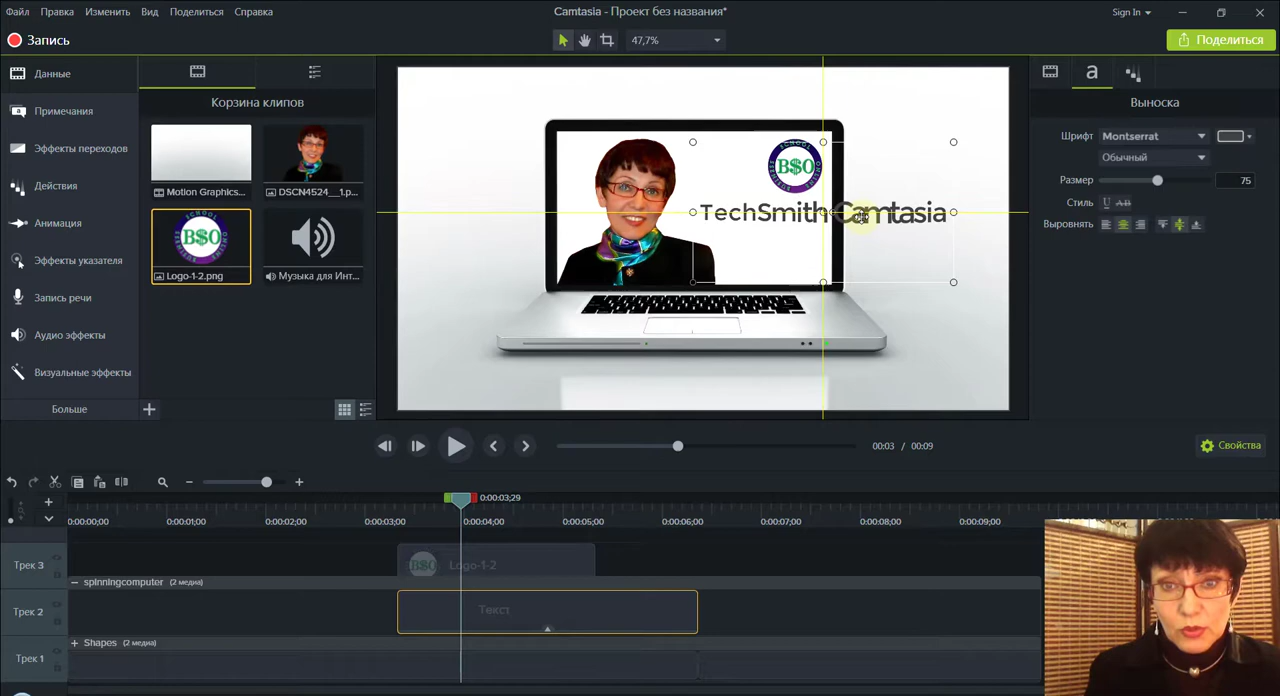 Файл Правка Изменить Вид Поделиться Справка
Camtasia - Проект без названия*
Sign In
Запись
47,7%
Поделиться
Данные
Примечания
Эффекты переходов
Действия
Анимация
Эффекты указателя
Запись речи
Аудио эффекты
Визуальные эффекты
Больше
Корзина клипов
Motion Graphics...
DSCN4524___1.p...
B$O
Logo-1-2.png
Музыка для Инт...
SCHOOL
B$O
TechSmith Camtasia
a
Выноска
Шрифт Montserrat
Обычный
Размер 75
Стиль U AB
Выровнять
00:03 / 00:09
Свойства
0:00:03;29
0:00:00;00 0:00:01;00 0:00:02;00 0:00:03;00 0:00:04;00 0:00:05;00 0:00:06;00 0:00:07;00 0:00:08;00 0:00:09;00
Трек 3
B$O Logo-1-2
spinningcomputer (2 медиа)
Трек 2
Текст
Shapes (2 медиа)
Трек 1